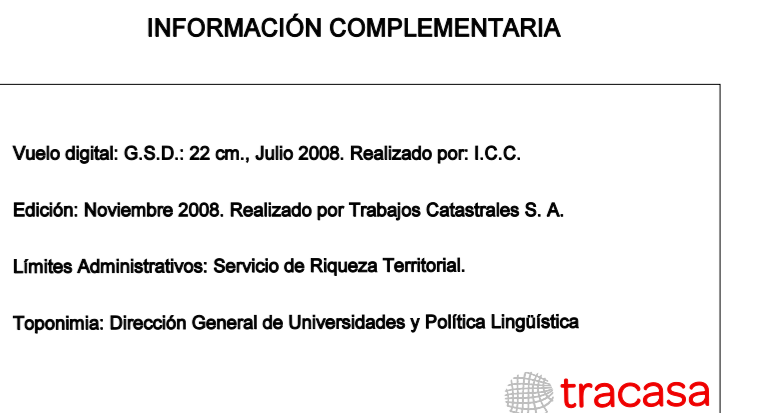 INFORMACIÓN COMPLEMENTARIA
Vuelo digital: G.S.D.: 22 cm., Julio 2008. Realizado por: I.C.C.
Edición: Noviembre 2008. Realizado por Trabajos Catastrales S. A.
Límites Administrativos: Servicio de Riqueza Territorial.
Toponimia: Dirección General de Universidades y Política Lingüística
tracasa